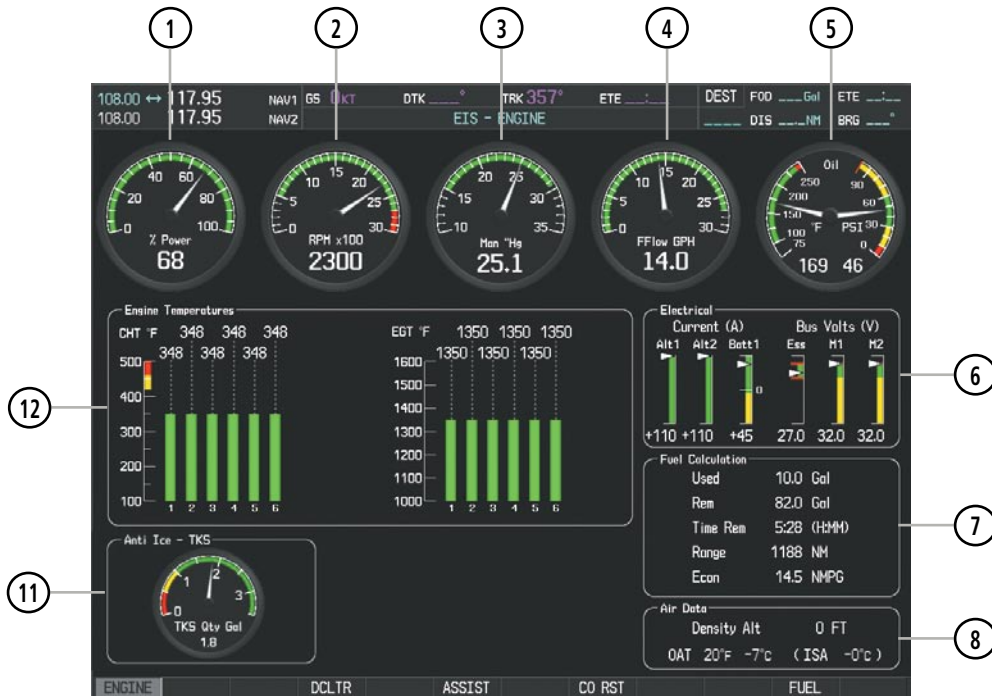 1 2 3 4 5
108.00 ↔ 117.95 NAV1 GS 0KT DTK ___° TRK 357° ETE __:__ DEST FOD ___Gal ETE __:__
108.00 117.95 NAV2 EIS - ENGINE ____ DIS __._NM BRG ___°
0 20 40 60 80 100
% Power
68
0 5 10 15 20 25 30
RPM x100
2300
10 15 20 25 30 35
Man "Hg
25.1
0 5 10 15 20 25 30
FFlow GPH
14.0
Oil
250 200 150 100 75
°F
90 60 30 0
PSI
169 46
Engine Temperatures
CHT °F 348 348 348
348 348 348
500
400
300
200
100
1 2 3 4 5 6
EGT °F 1350 1350 1350
1350 1350 1350
1600
1500
1400
1300
1200
1100
1000
1 2 3 4 5 6
12
Electrical
Current (A) Bus Volts (V)
Alt1 Alt2 Batt1 Ess M1 M2
0
+110 +110 +45 27.0 32.0 32.0
6
Fuel Calculation
Used 10.0 Gal
Rem 82.0 Gal
Time Rem 5:28 (H:MM)
Range 1188 NM
Econ 14.5 NMPG
7
Anti Ice - TKS
0 1 2 3
TKS Qty Gal
1.8
11
Air Data
Density Alt 0 FT
OAT 20°F -7°C (ISA -0°C)
8
ENGINE DCLTR ASSIST CO RST FUEL